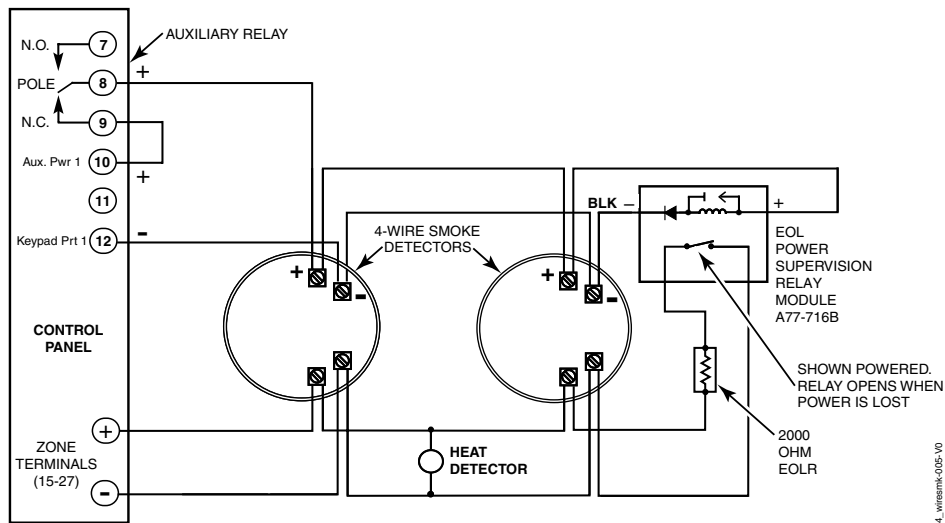 N.O.
7
AUXILIARY RELAY
+
POLE
8
N.C.
9
Aux. Pwr 1
10
+
11
Keypad Prt 1
12
-
4-WIRE SMOKE
DETECTORS
+
-
+
-
BLK
–
+
EOL
POWER
SUPERVISION
RELAY
MODULE
A77-716B
CONTROL
PANEL
SHOWN POWERED.
RELAY OPENS WHEN
POWER IS LOST
+
ZONE
TERMINALS
(15-27)
-
HEAT
DETECTOR
2000
OHM
EOLR
4_wiresmk-005-V0